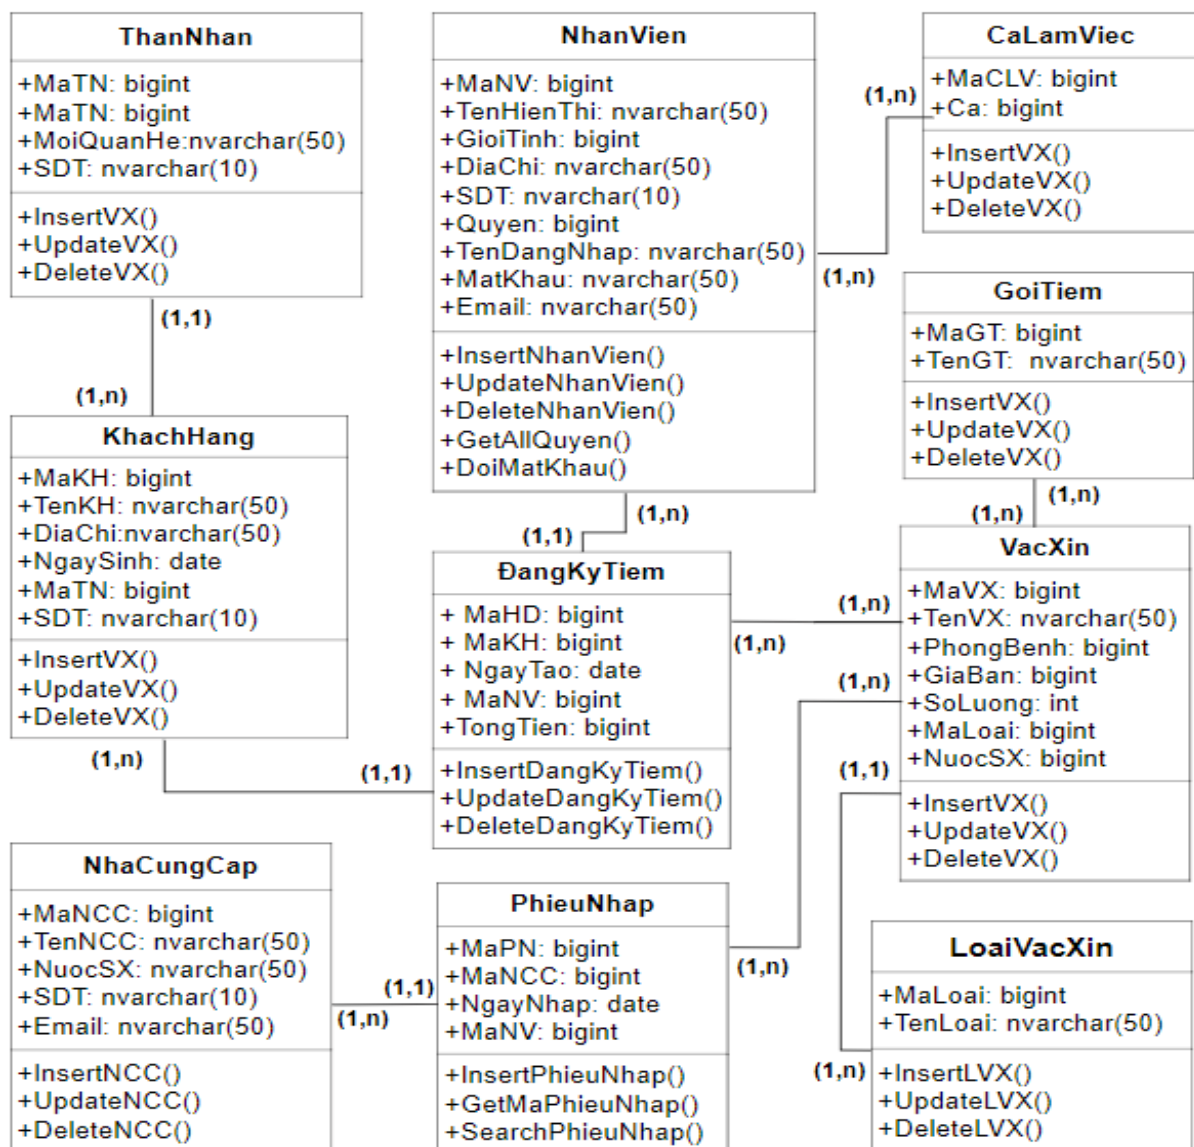 ThanNhan
+MaTN: bigint
+MaTN: bigint
+MoiQuanHe:nvarchar(50)
+SDT: nvarchar(10)
+InsertVX()
+UpdateVX()
+DeleteVX()
(1,1)
(1,n)
KhachHang
+MaKH: bigint
+TenKH: nvarchar(50)
+DiaChi:nvarchar(50)
+NgaySinh: date
+MaTN: bigint
+SDT: nvarchar(10)
+InsertVX()
+UpdateVX()
+DeleteVX()
(1,n)
(1,1)
NhanVien
+MaNV: bigint
+TenHienThi: nvarchar(50)
+GioiTinh: bigint
+DiaChi: nvarchar(50)
+SDT: nvarchar(10)
+Quyen: bigint
+TenDangNhap: nvarchar(50)
+MatKhau: nvarchar(50)
+Email: nvarchar(50)
+InsertNhanVien()
+UpdateNhanVien()
+DeleteNhanVien()
+GetAllQuyen()
+DoiMatKhau()
(1,n)
(1,n)
CaLamViec
+MaCLV: bigint
+Ca: bigint
+InsertVX()
+UpdateVX()
+DeleteVX()
GoiTiem
+MaGT: bigint
+TenGT: nvarchar(50)
+InsertVX()
+UpdateVX()
+DeleteVX()
(1,n)
(1,n)
(1,n)
(1,1)
ĐangKyTiem
+ MaHD: bigint
+ MaKH: bigint
+ NgayTao: date
+ MaNV: bigint
+TongTien: bigint
+InsertDangKyTiem()
+UpdateDangKyTiem()
+DeleteDangKyTiem()
(1,n)
(1,n)
VacXin
+MaVX: bigint
+TenVX: nvarchar(50)
+PhongBenh: bigint
+GiaBan: bigint
+SoLuong: int
+MaLoai: bigint
+NuocSX: bigint
+InsertVX()
+UpdateVX()
+DeleteVX()
(1,n)
(1,1)
NhaCungCap
+MaNCC: bigint
+TenNCC: nvarchar(50)
+NuocSX: nvarchar(50)
+SDT: nvarchar(10)
+Email: nvarchar(50)
+InsertNCC()
+UpdateNCC()
+DeleteNCC()
(1,1)
(1,n)
PhieuNhap
+MaPN: bigint
+MaNCC: bigint
+NgayNhap: date
+MaNV: bigint
+InsertPhieuNhap()
+GetMaPhieuNhap()
+SearchPhieuNhap()
(1,n)
(1,n)
LoaiVacXin
+MaLoai: bigint
+TenLoai: nvarchar(50)
+InsertLVX()
+UpdateLVX()
+DeleteLVX()